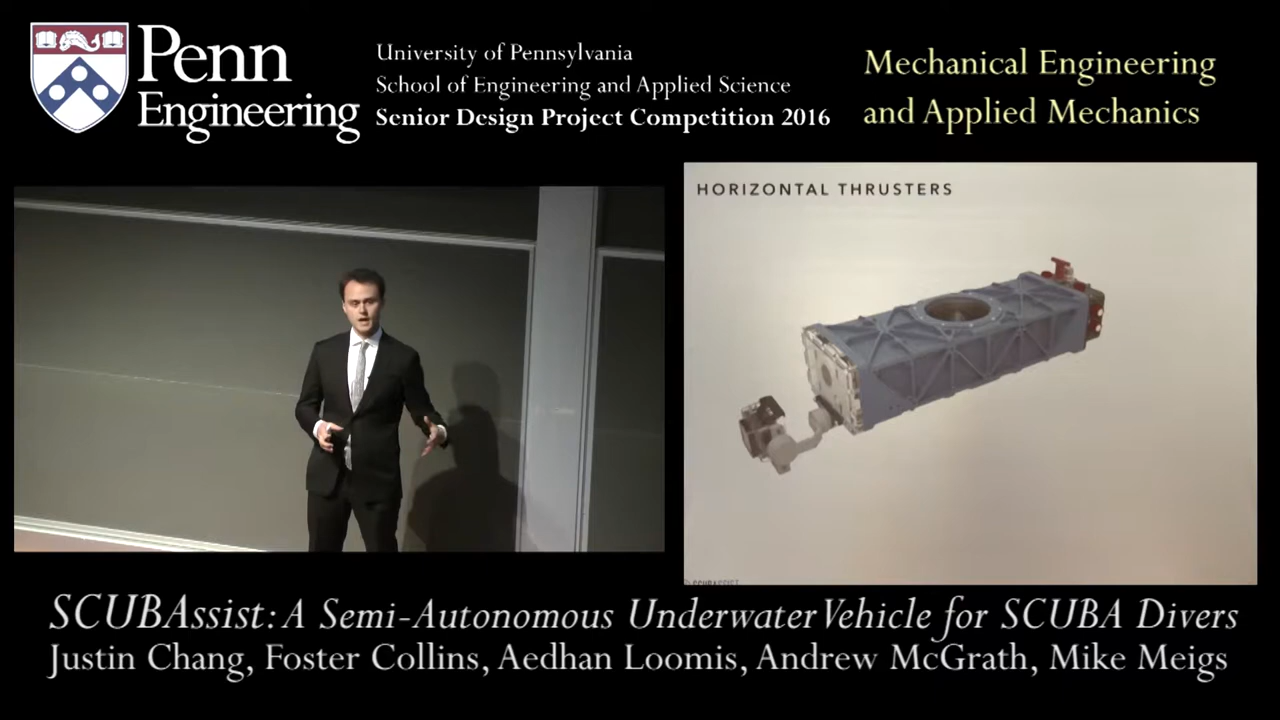 Penn
Engineering
University of Pennsylvania
School of Engineering and Applied Science
Senior Design Project Competition 2016
Mechanical Engineering
and Applied Mechanics
HORIZONTAL THRUSTERS
SCUBAssist: A Semi-Autonomous Underwater Vehicle for SCUBA Divers
Justin Chang, Foster Collins, Aedhan Loomis, Andrew McGrath, Mike Meigs